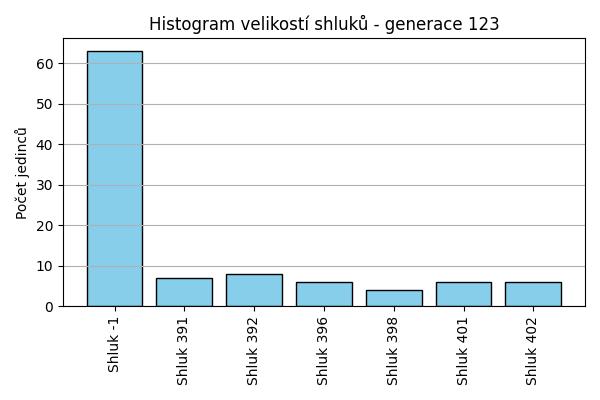 Histogram velikostí shluků - generace 123
Počet jedinců
60
50
40
30
20
10
0
Shluk -1
Shluk 391
Shluk 392
Shluk 396
Shluk 398
Shluk 401
Shluk 402